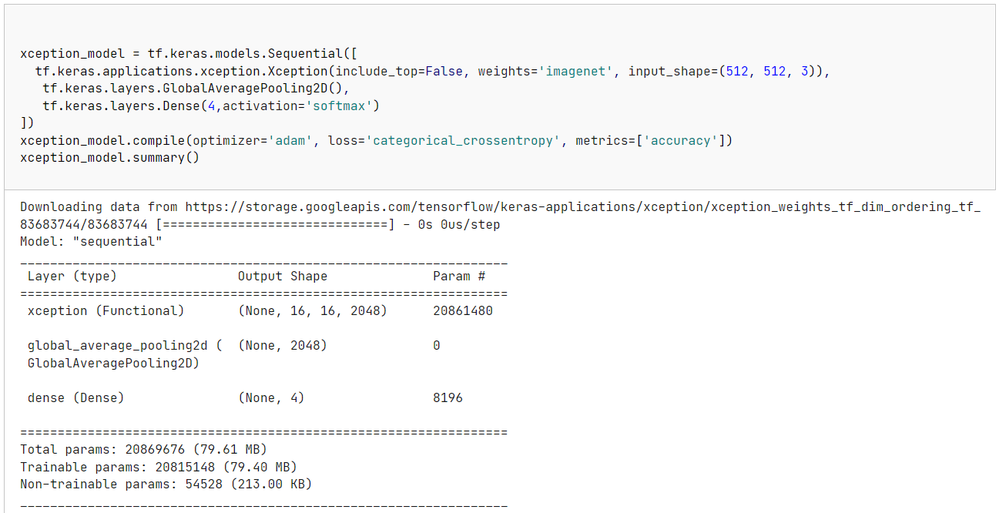 xception_model = tf.keras.models.Sequential([
  tf.keras.applications.xception.Xception(include_top=False, weights='imagenet', input_shape=(512, 512, 3)),
   tf.keras.layers.GlobalAveragePooling2D(),
   tf.keras.layers.Dense(4,activation='softmax')
])
xception_model.compile(optimizer='adam', loss='categorical_crossentropy', metrics=['accuracy'])
xception_model.summary()
Downloading data from https://storage.googleapis.com/tensorflow/keras-applications/xception/xception_weights_tf_dim_ordering_tf_
83683744/83683744 [==============================] - 0s 0us/step
Model: "sequential"
_________________________________________________________________
 Layer (type)                Output Shape              Param #
=================================================================
 xception (Functional)       (None, 16, 16, 2048)      20861480
 global_average_pooling2d (  (None, 2048)              0
 GlobalAveragePooling2D)
 dense (Dense)               (None, 4)                 8196
=================================================================
Total params: 20869676 (79.61 MB)
Trainable params: 20815148 (79.40 MB)
Non-trainable params: 54528 (213.00 KB)
_________________________________________________________________